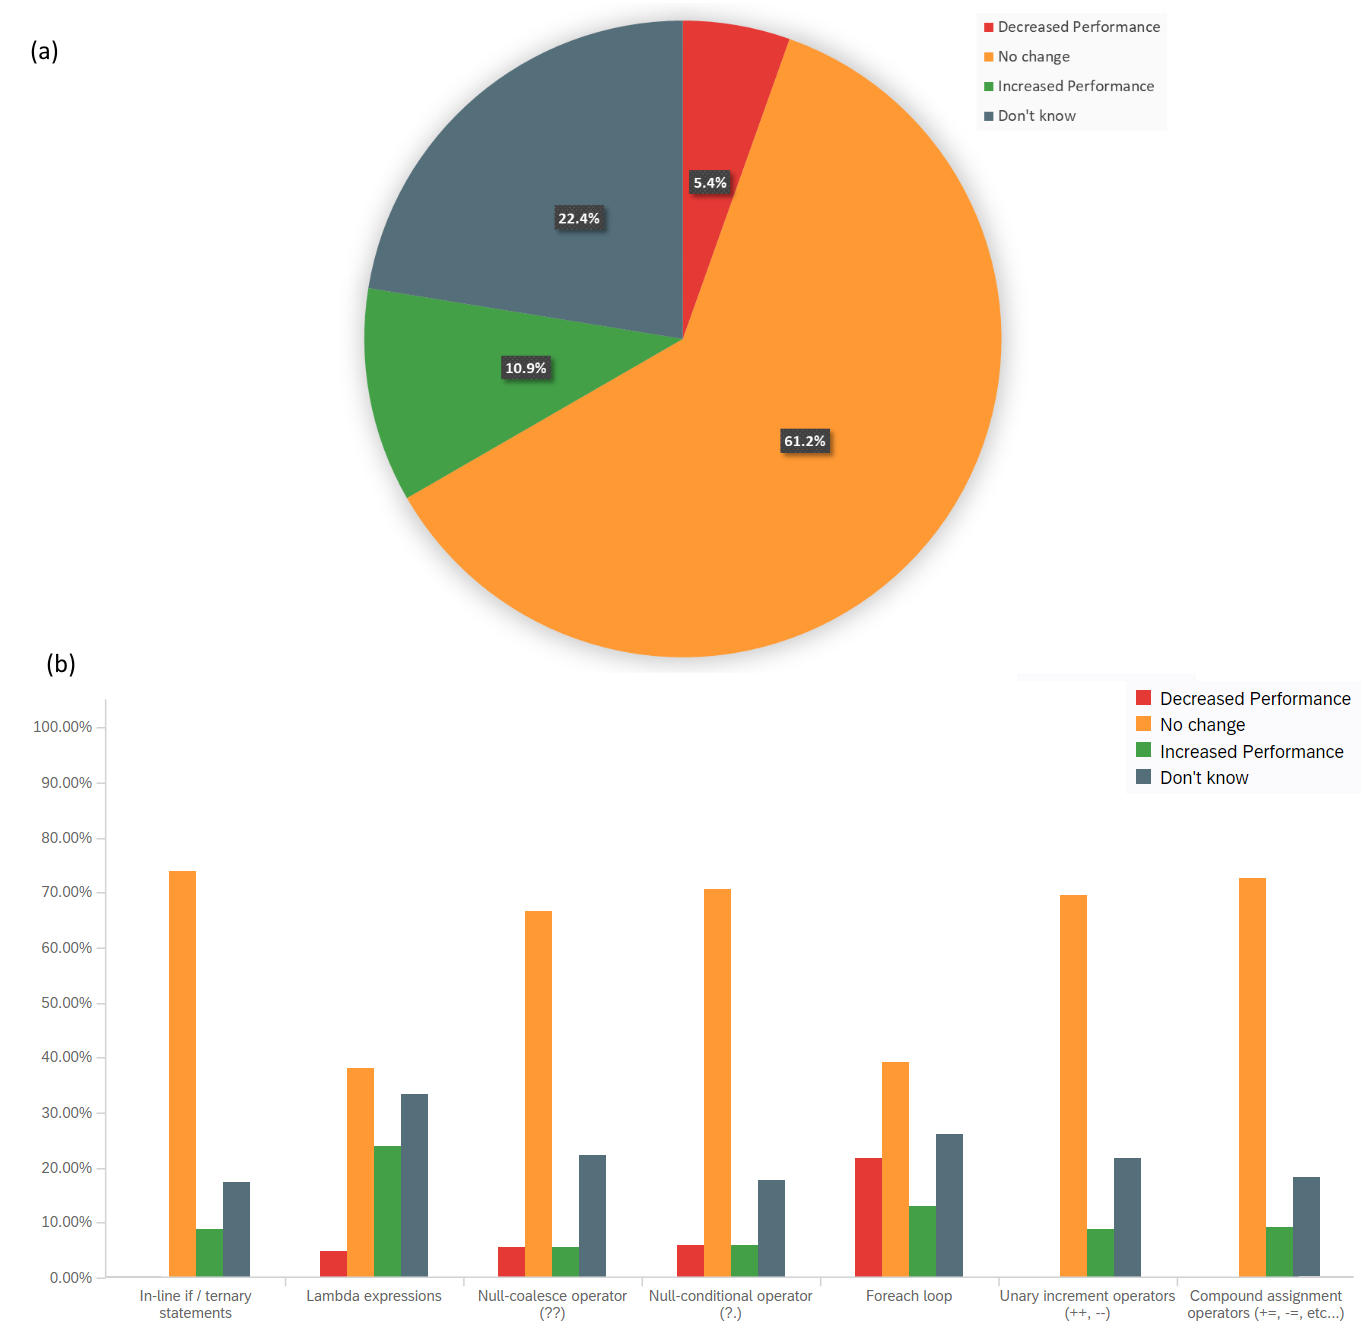 (a)
Decreased Performance
No change
Increased Performance
Don't know
5.4%
22.4%
10.9%
61.2%
(b)
Decreased Performance
No change
Increased Performance
Don't know
100.00%
90.00%
80.00%
70.00%
60.00%
50.00%
40.00%
30.00%
20.00%
10.00%
0.00%
In-line if / ternary
statements
Lambda expressions
Null-coalesce operator
(??)
Null-conditional operator
(?.)
Foreach loop
Unary increment operators
(++, --)
Compound assignment
operators (+=, -=, etc...)